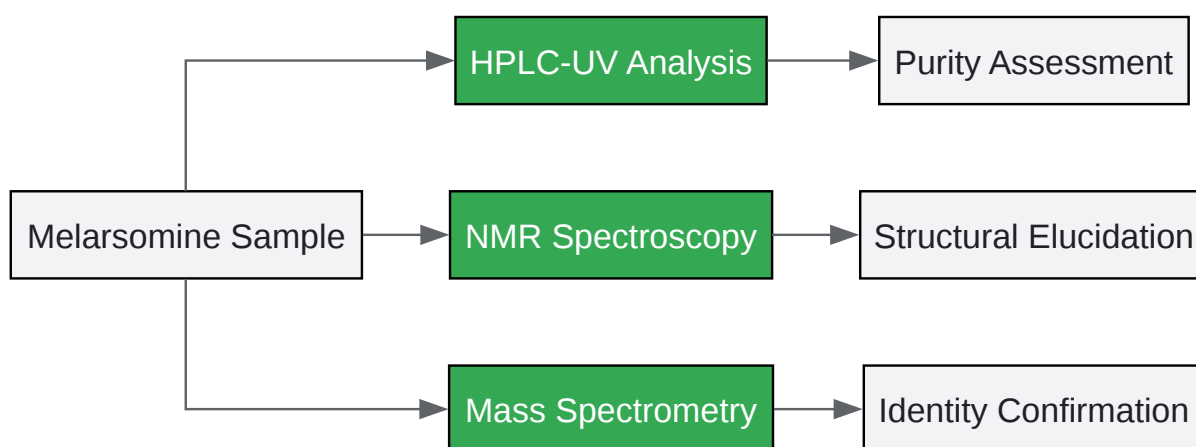 HPLC-UV Analysis
Purity Assessment
Melarsomine Sample
NMR Spectroscopy
Structural Elucidation
Mass Spectrometry
Identity Confirmation